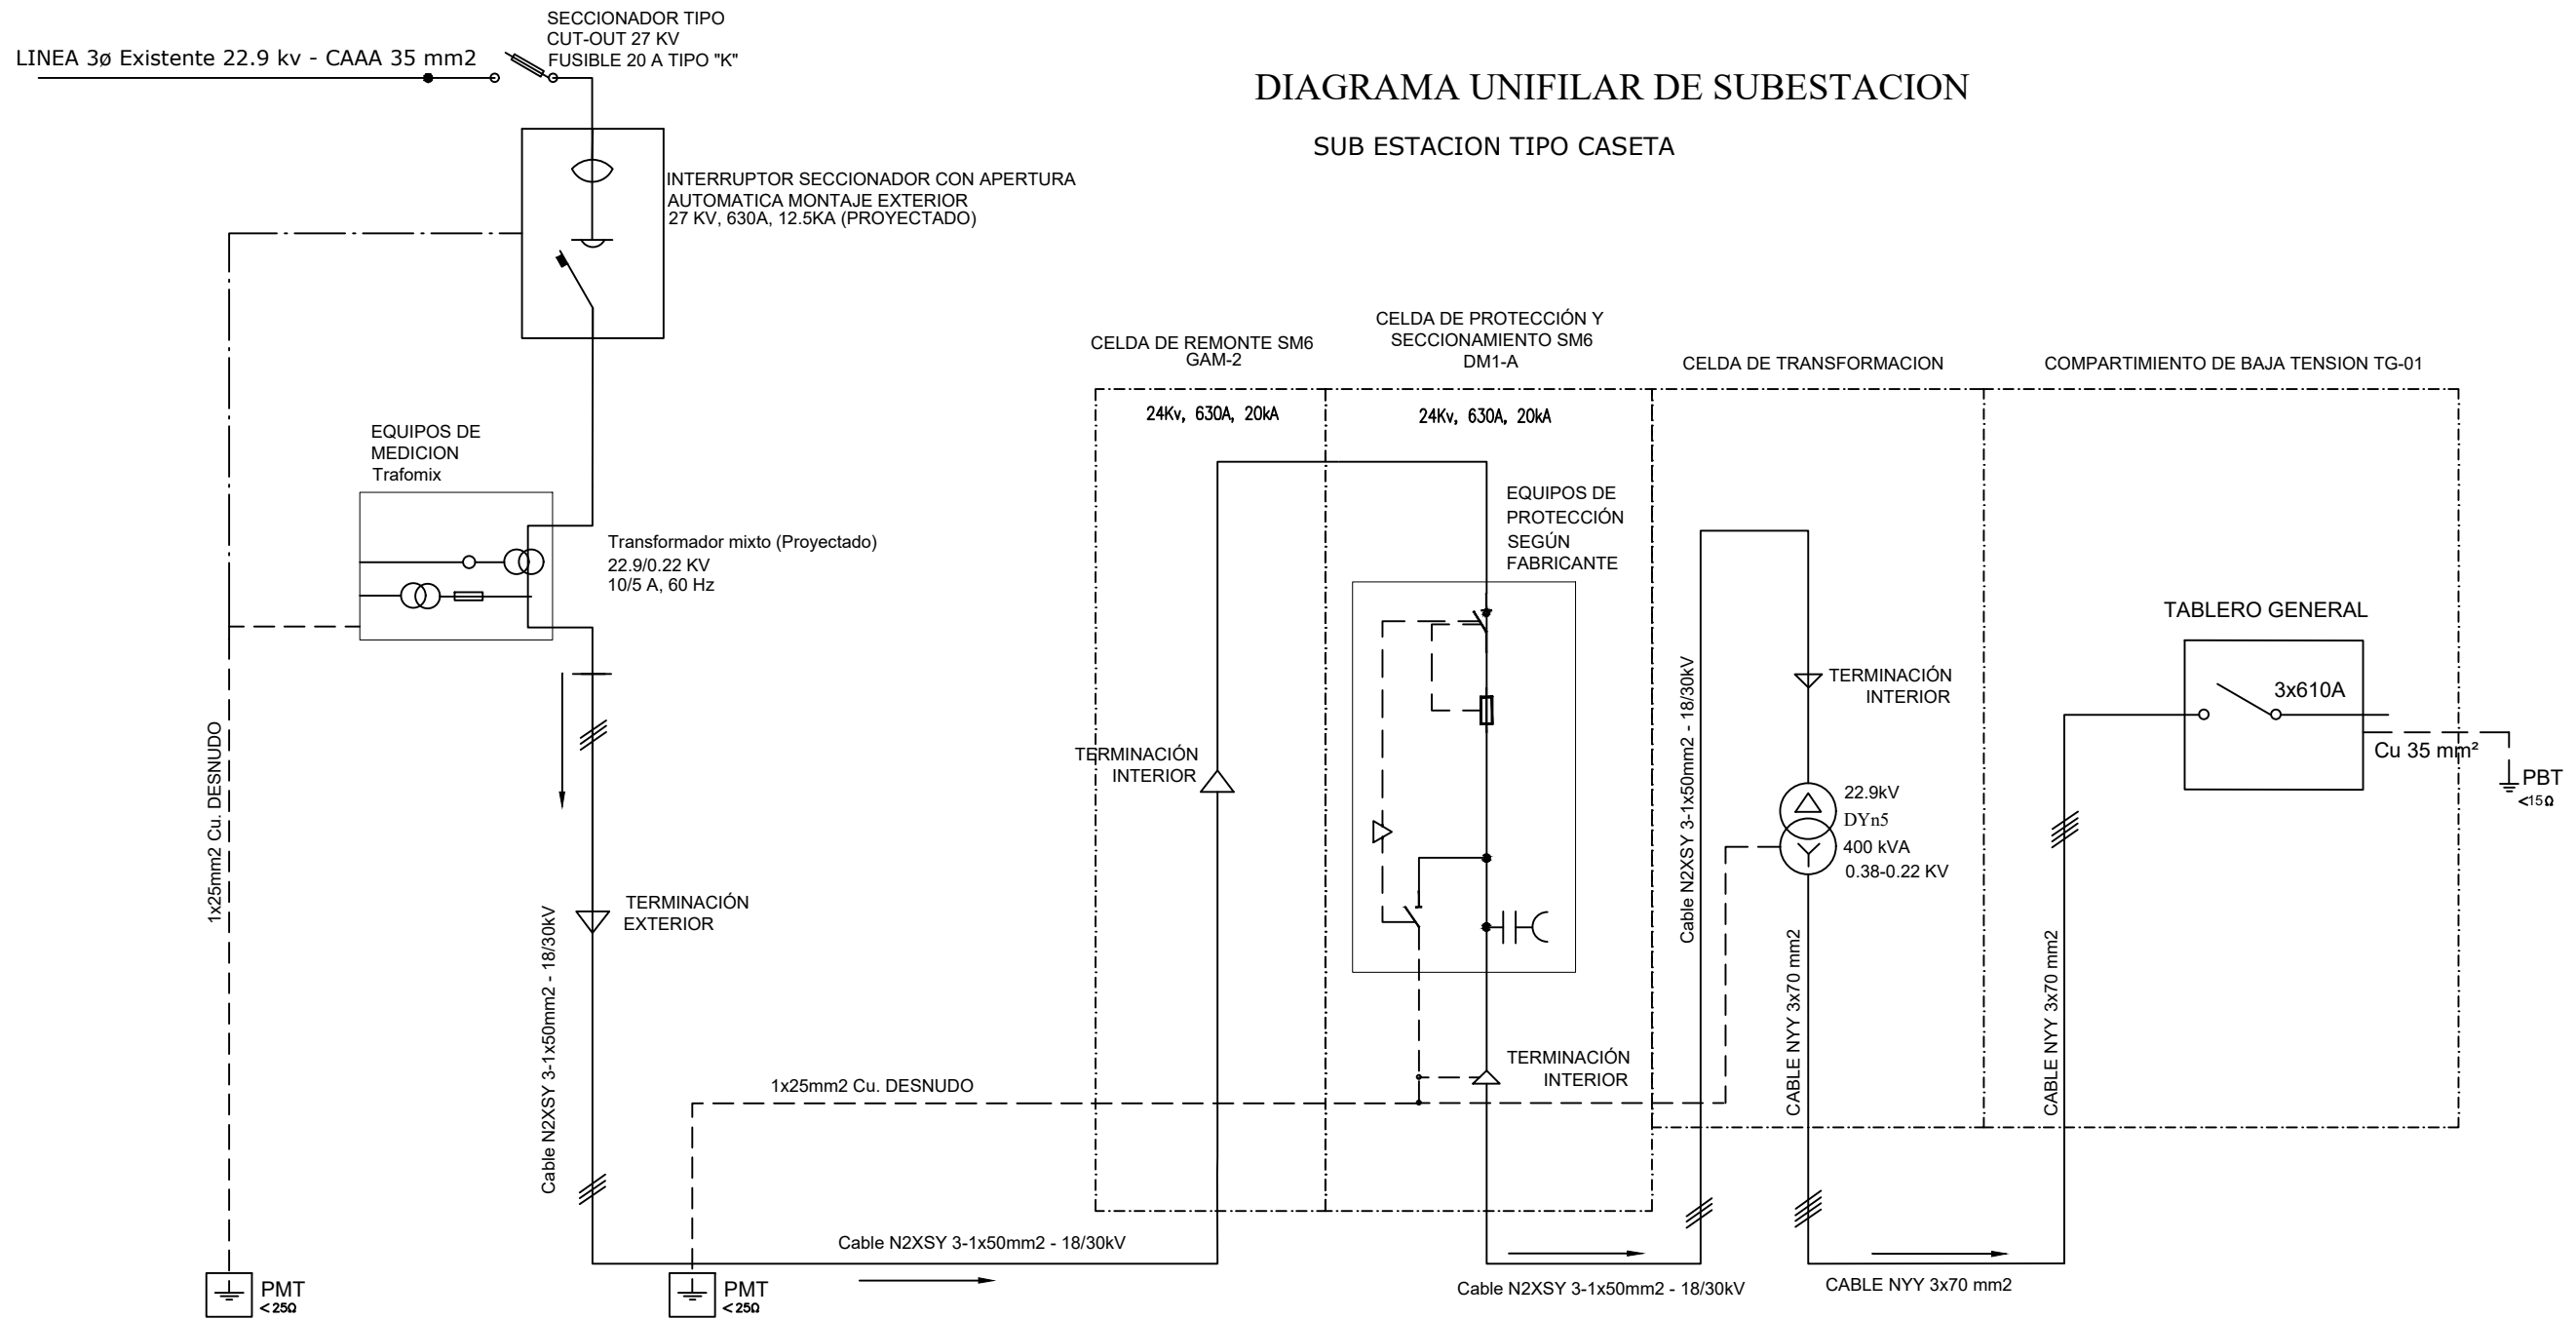 SECCIONADOR TIPO
CUT-OUT 27 KV
FUSIBLE 20 A TIPO "K"
LINEA 3ø Existente 22.9 kv - CAAA 35 mm2
DIAGRAMA UNIFILAR DE SUBESTACION
SUB ESTACION TIPO CASETA
INTERRUPTOR SECCIONADOR CON APERTURA
AUTOMATICA MONTAJE EXTERIOR
27 KV, 630A, 12.5KA (PROYECTADO)
EQUIPOS DE
MEDICION
Trafomix
Transformador mixto (Proyectado)
22.9/0.22 KV
10/5 A, 60 Hz
1x25mm2 Cu. DESNUDO
TERMINACIÓN
EXTERIOR
Cable N2XSY 3-1x50mm2 - 18/30kV
PMT
<25Ω
1x25mm2 Cu. DESNUDO
PMT
<25Ω
Cable N2XSY 3-1x50mm2 - 18/30kV
CELDA DE REMONTE SM6
GAM-2
24Kv, 630A, 20kA
TERMINACIÓN
INTERIOR
CELDA DE PROTECCIÓN Y
SECCIONAMIENTO SM6
DM1-A
24Kv, 630A, 20kA
EQUIPOS DE
PROTECCIÓN
SEGÚN
FABRICANTE
TERMINACIÓN
INTERIOR
Cable N2XSY 3-1x50mm2 - 18/30kV
CELDA DE TRANSFORMACION
Cable N2XSY 3-1x50mm2 - 18/30kV
TERMINACIÓN
INTERIOR
22.9kV
DYn5
400 kVA
0.38-0.22 KV
CABLE NYY 3x70 mm2
CABLE NYY 3x70 mm2
COMPARTIMIENTO DE BAJA TENSION TG-01
CABLE NYY 3x70 mm2
TABLERO GENERAL
3x610A
Cu 35 mm²
PBT
<15Ω